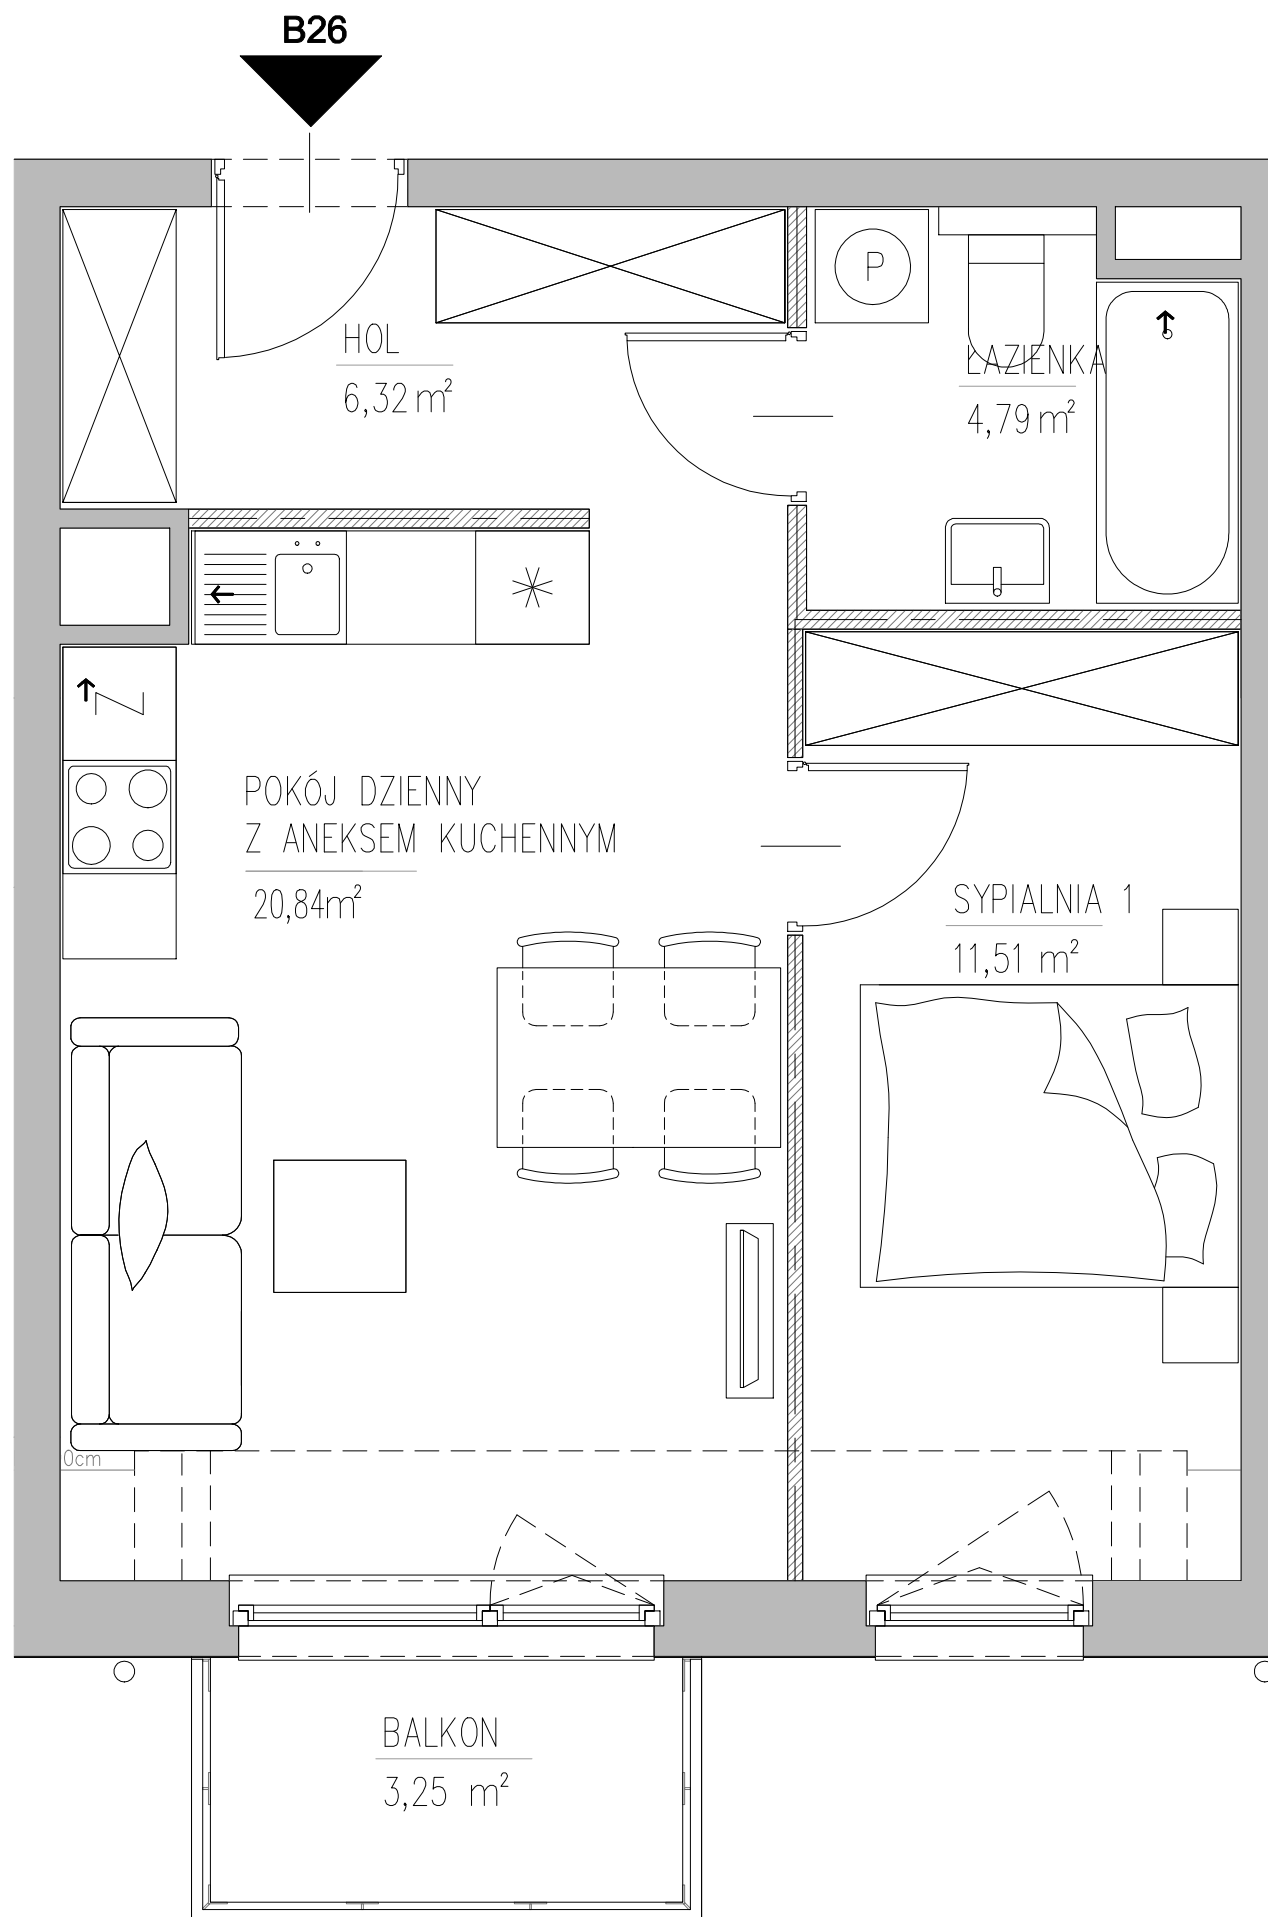 B26
HOL
6,32 m²
P
ŁAZIENKA
4,79 m²
Z
POKÓJ DZIENNY
Z ANEKSEM KUCHENNYM
20,84m²
SYPIALNIA 1
11,51 m²
0cm
BALKON
3,25 m²